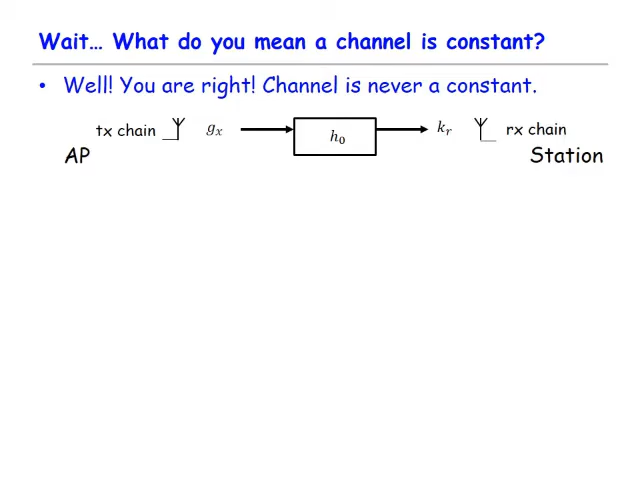 Wait... What do you mean a channel is constant?
• Well! You are right! Channel is never a constant.
tx chain gₓ h₀ kᵣ rx chain
AP Station